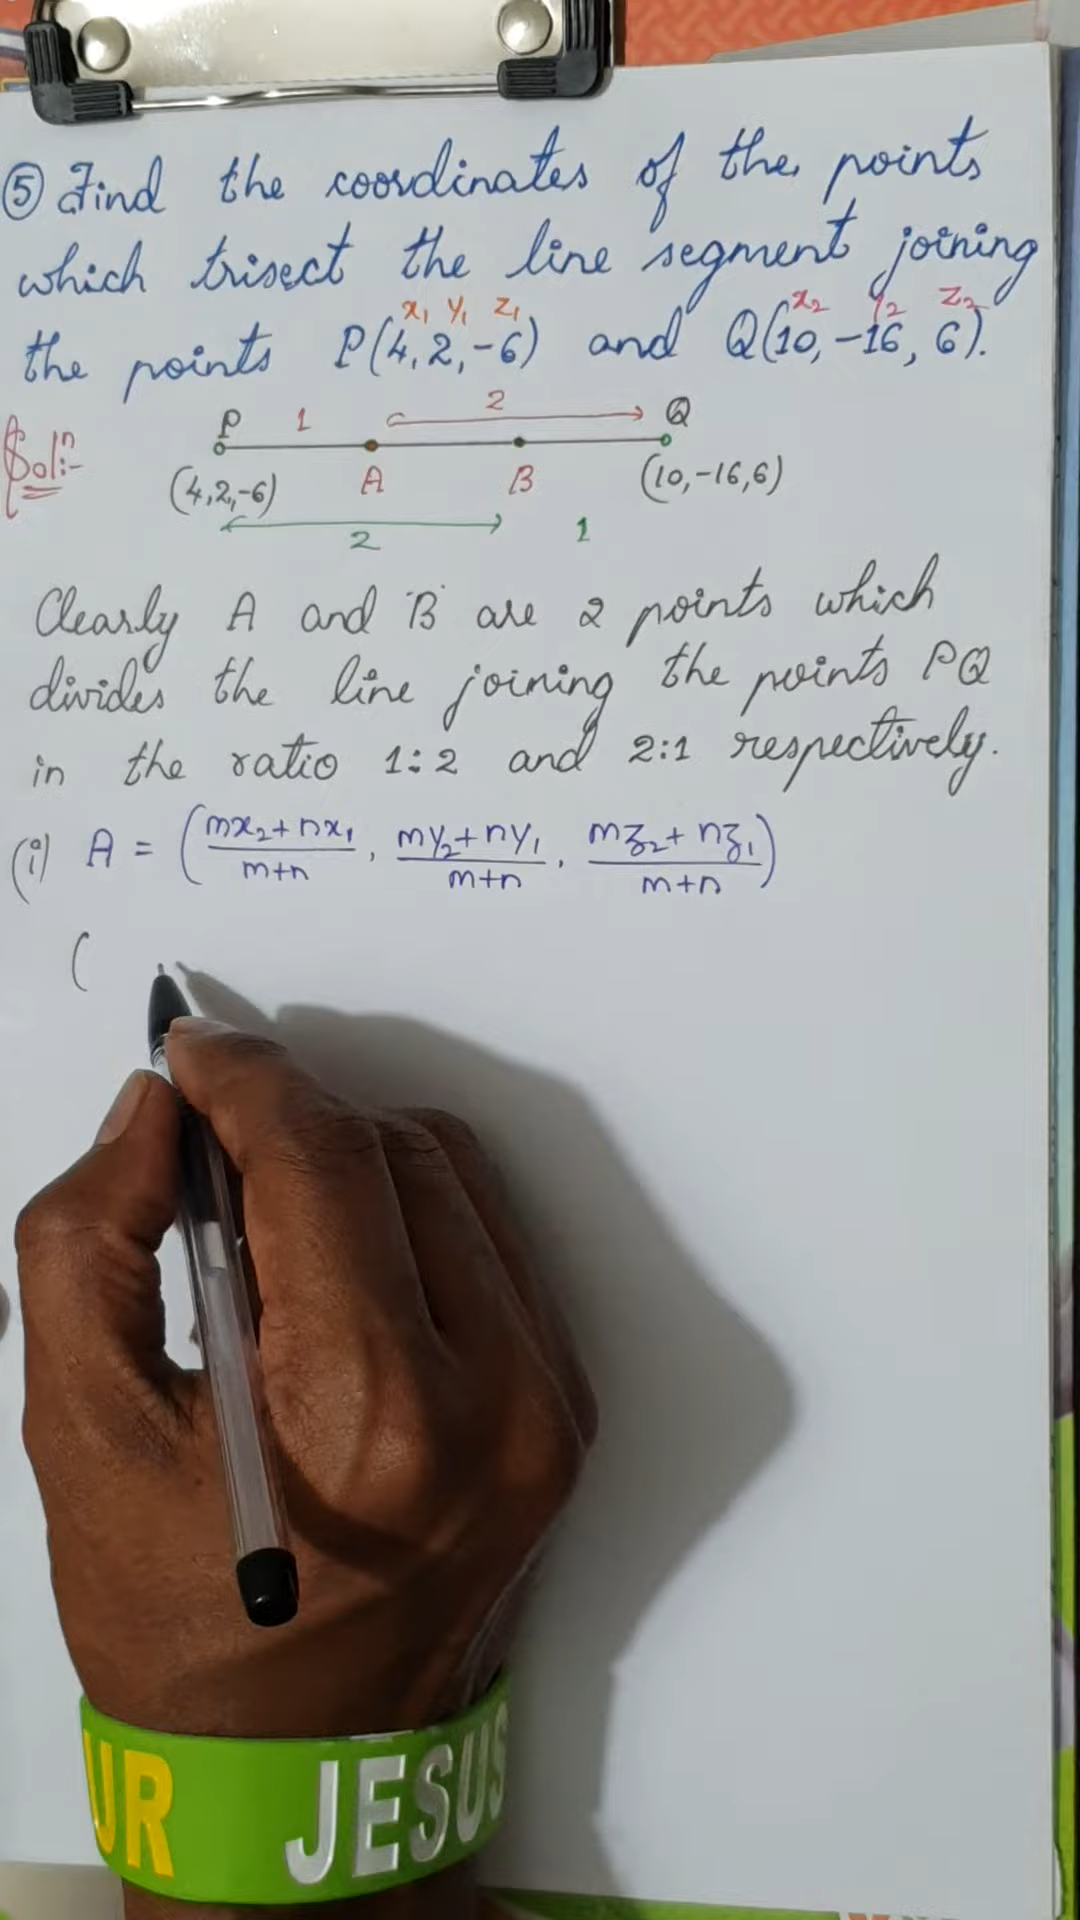 ⑤ Find the coordinates of the points
which trisect the line segment joining
x₁ y₁ z₁ x₂ y₂ z₂
the points P(4, 2, -6) and Q(10, -16, 6).
Solⁿ:-
P 1 2 Q
(4,2,-6) A B (10,-16,6)
2 1
Clearly A and B are 2 points which
divides the line joining the points PQ
in the ratio 1:2 and 2:1 respectively.
(i) A = (mx₂+nx₁/m+n, my₂+ny₁/m+n, mz₂+nz₁/m+n)
(
UR JESUS